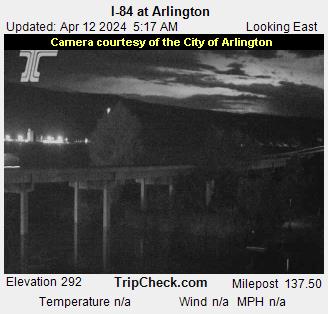 I-84 at Arlington
Updated: Apr 12 2024 5:17 AM Looking East
Camera courtesy of the City of Arlington
Elevation 292 TripCheck.com Milepost 137.50
Temperature n/a Wind n/a MPH n/a